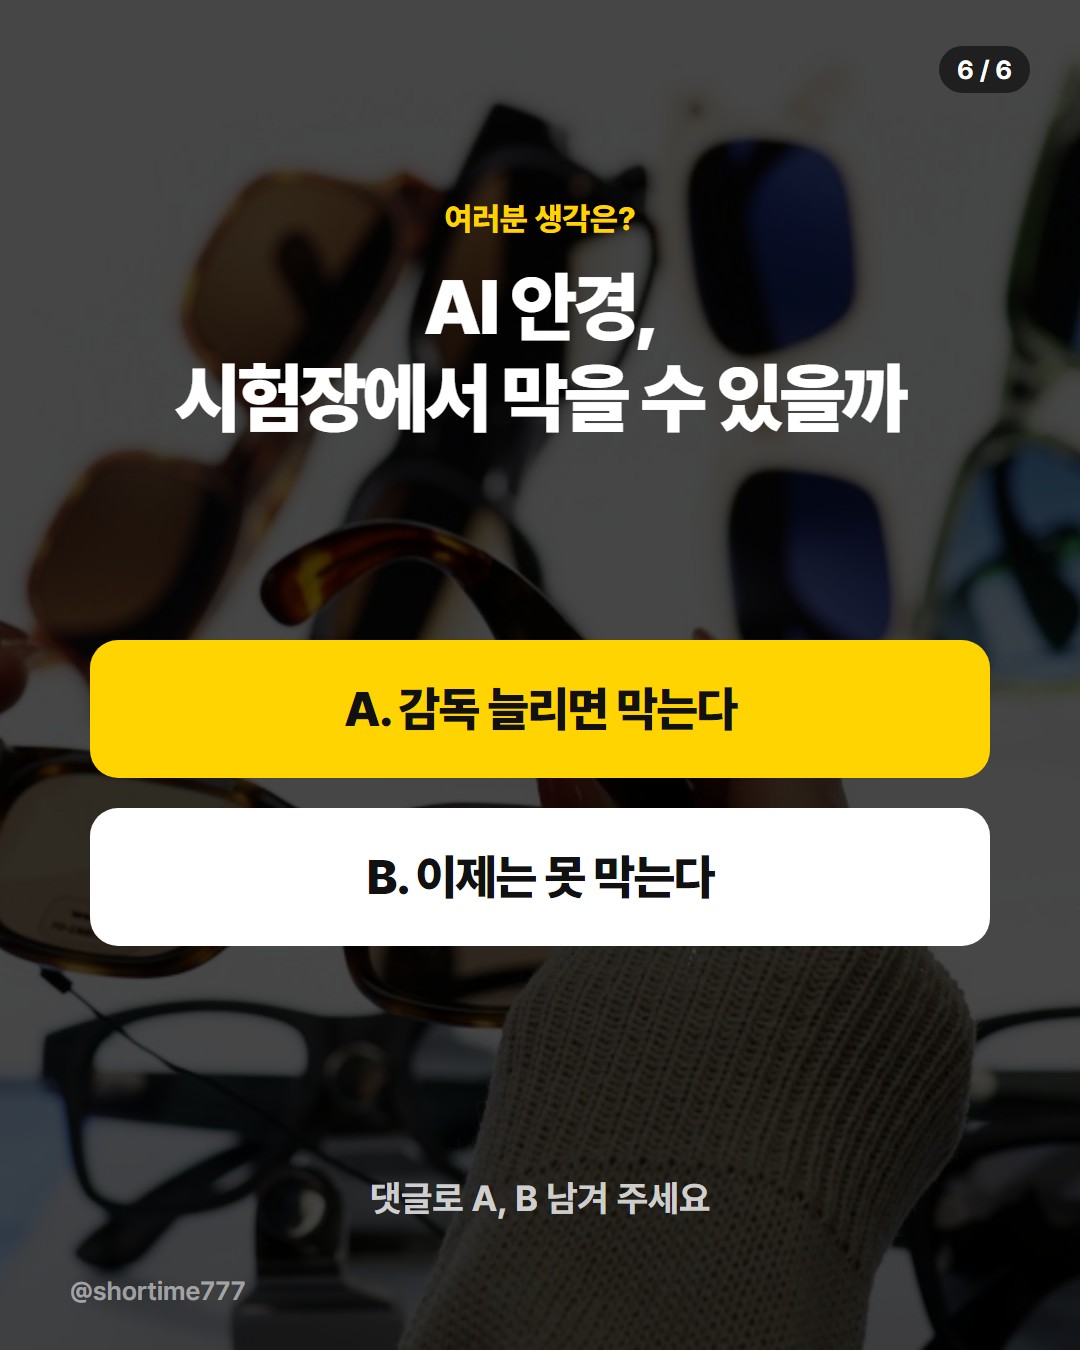 6 / 6
여러분 생각은?
AI 안경,
시험장에서 막을 수 있을까
A. 감독 늘리면 막는다
B. 이제는 못 막는다
댓글로 A, B 남겨 주세요
@shortime777